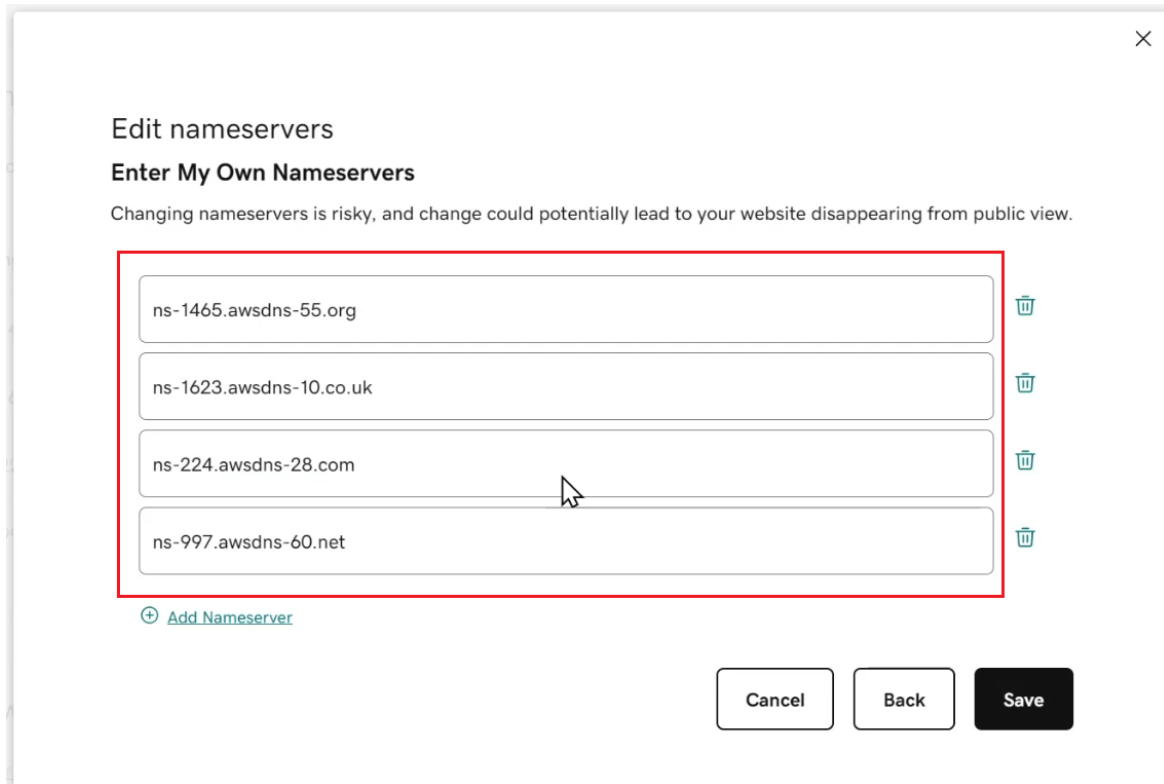 Edit nameservers
Enter My Own Nameservers
Changing nameservers is risky, and change could potentially lead to your website disappearing from public view.
ns-1465.awsdns-55.org
ns-1623.awsdns-10.co.uk
ns-224.awsdns-28.com
ns-997.awsdns-60.net
Add Nameserver
Cancel Back Save